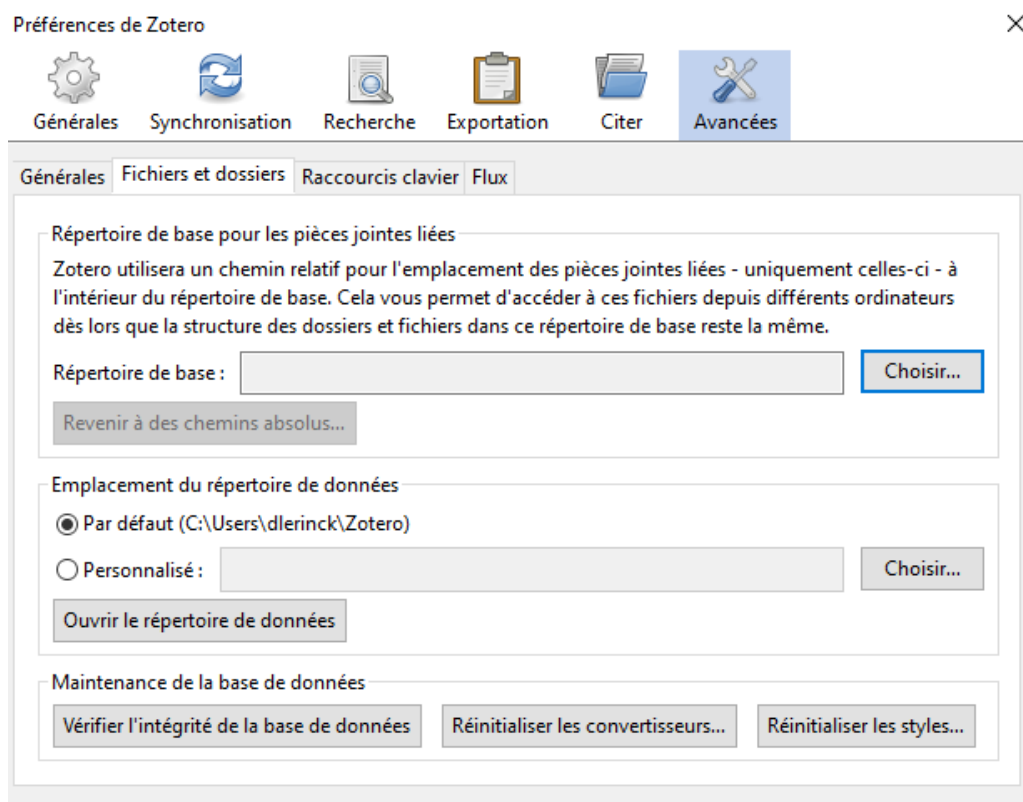 Préférences de Zotero
Générales Synchronisation Recherche Exportation Citer Avancées
Générales Fichiers et dossiers Raccourcis clavier Flux
Répertoire de base pour les pièces jointes liées
Zotero utilisera un chemin relatif pour l'emplacement des pièces jointes liées - uniquement celles-ci - à
l'intérieur du répertoire de base. Cela vous permet d'accéder à ces fichiers depuis différents ordinateurs
dès lors que la structure des dossiers et fichiers dans ce répertoire de base reste la même.
Répertoire de base : Choisir...
Revenir à des chemins absolus...
Emplacement du répertoire de données
Par défaut (C:\Users\dlerinck\Zotero)
Personnalisé : Choisir...
Ouvrir le répertoire de données
Maintenance de la base de données
Vérifier l'intégrité de la base de données Réinitialiser les convertisseurs... Réinitialiser les styles...